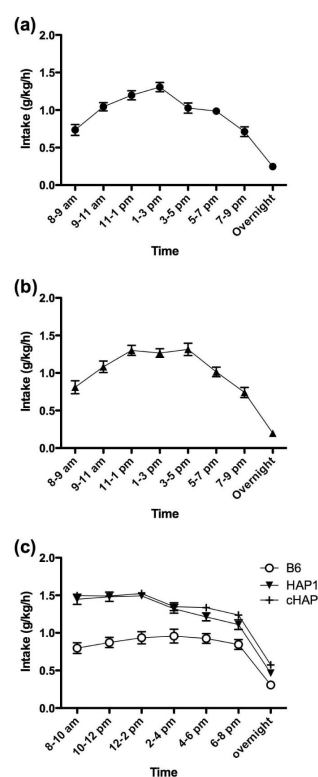 (a)
2.0
1.5
1.0
0.5
0.0
Intake (g/kg/h)
8-9 am
9-11 am
11-1 pm
1-3 pm
3-5 pm
5-7 pm
7-9 pm
Overnight
Time
(b)
2.0
1.5
1.0
0.5
0.0
Intake (g/kg/h)
8-9 am
9-11 am
11-1 pm
1-3 pm
3-5 pm
5-7 pm
7-9 pm
Overnight
Time
(c)
2.0
1.5
1.0
0.5
0.0
Intake (g/kg/h)
B6
HAP1
cHAP
8-10 am
10-12 pm
12-2 pm
2-4 pm
4-6 pm
6-8 pm
overnight
Time